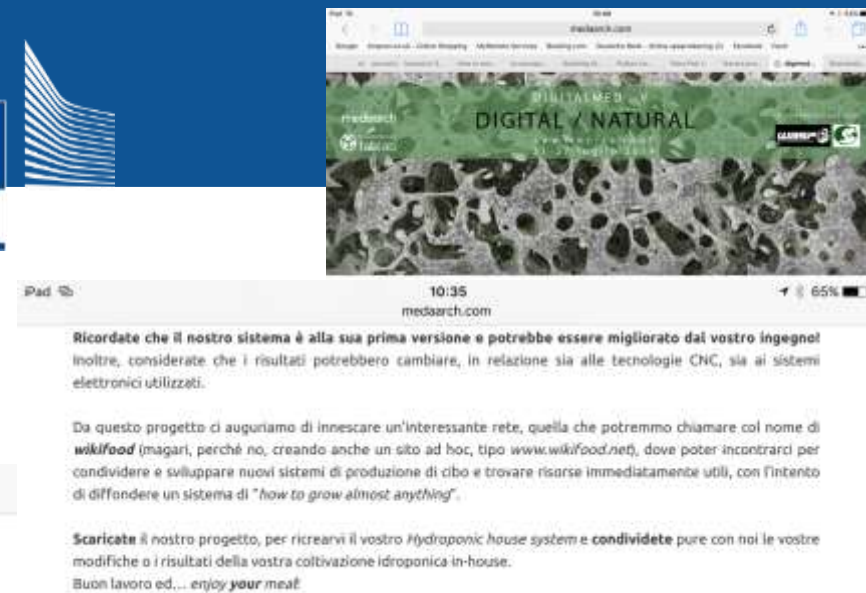 medaarch.com
DIGITALMED_V
medaarch
DIGITAL / NATURAL
fablab
iPad
10:35
65%
medaarch.com
Ricordate che il nostro sistema è alla sua prima versione e potrebbe essere migliorato dal vostro ingegno!
Inoltre, considerate che i risultati potrebbero cambiare, in relazione sia alle tecnologie CNC, sia ai sistemi
elettronici utilizzati.
Da questo progetto ci auguriamo di innescare un'interessante rete, quella che potremmo chiamare col nome di
wikifood (magari, perché no, creando anche un sito ad hoc, tipo www.wikifood.net), dove poter incontrarci per
condividere e sviluppare nuovi sistemi di produzione di cibo e trovare risorse immediatamente utili, con l'intento
di diffondere un sistema di "how to grow almost anything".
Scaricate il nostro progetto, per ricrearvi il vostro Hydroponic house system e condividete pure con noi le vostre
modifiche o i risultati della vostra coltivazione idroponica in-house.
Buon lavoro ed... enjoy your meal!